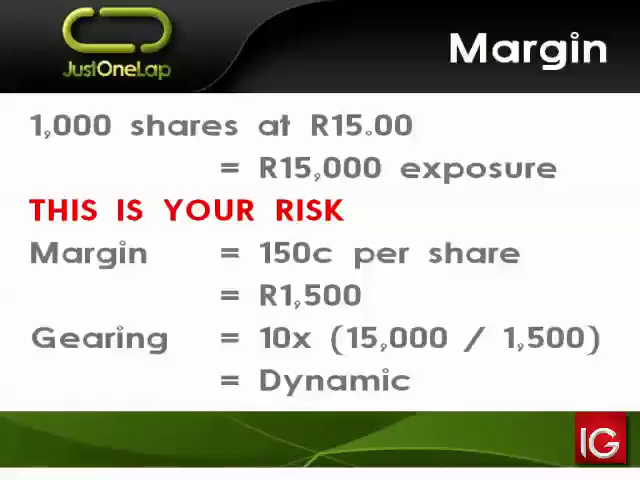 JustOneLap
Margin
1,000 shares at R15.00
= R15,000 exposure
THIS IS YOUR RISK
Margin = 150c per share
= R1,500
Gearing = 10x (15,000 / 1,500)
= Dynamic
IG